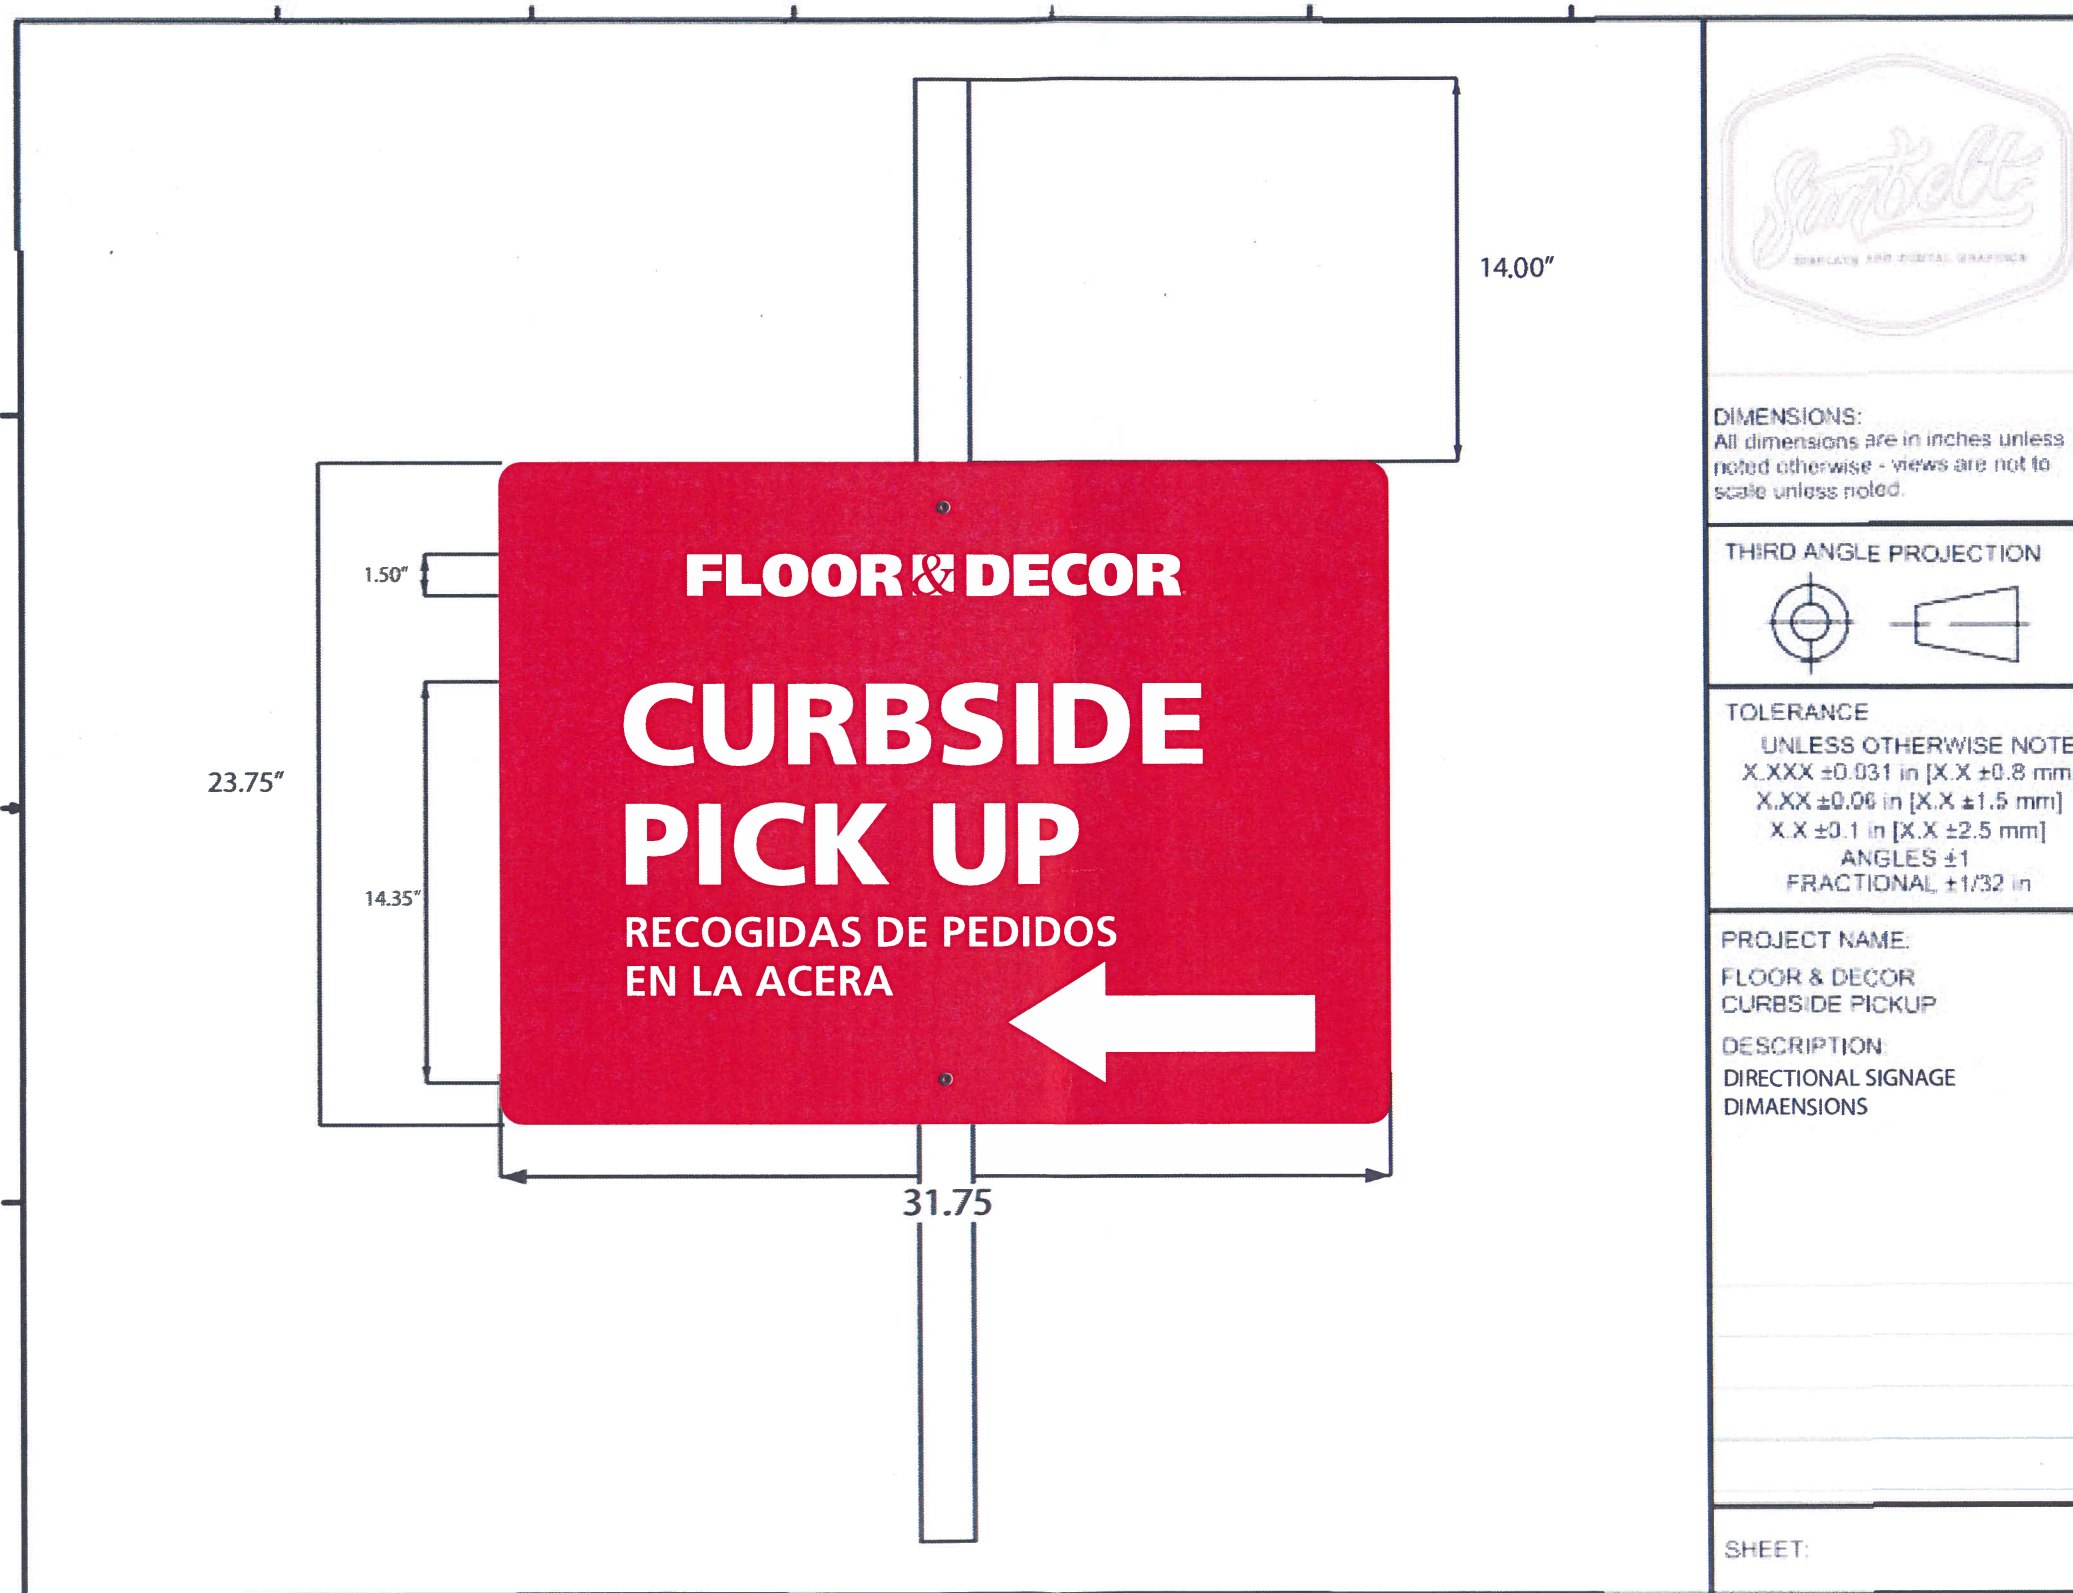 14.00"
1.50"
23.75"
14.35"
FLOOR & DECOR
CURBSIDE
PICK UP
RECOGIDAS DE PEDIDOS
EN LA ACERA
31.75
Sunbelt
DIMENSIONS:
All dimensions are in inches unless
noted otherwise - views are not to
scale unless noted.
THIRD ANGLE PROJECTION
TOLERANCE
UNLESS OTHERWISE NOTE
X.XXX ±0.031 in [X.X ±0.8 mm
X.XX ±0.06 in [X.X ±1.5 mm]
X.X ±0.1 in [X.X ±2.5 mm]
ANGLES ±1
FRACTIONAL ±1/32 in
PROJECT NAME:
FLOOR & DECOR
CURBSIDE PICKUP
DESCRIPTION:
DIRECTIONAL SIGNAGE
DIMAENSIONS
SHEET: